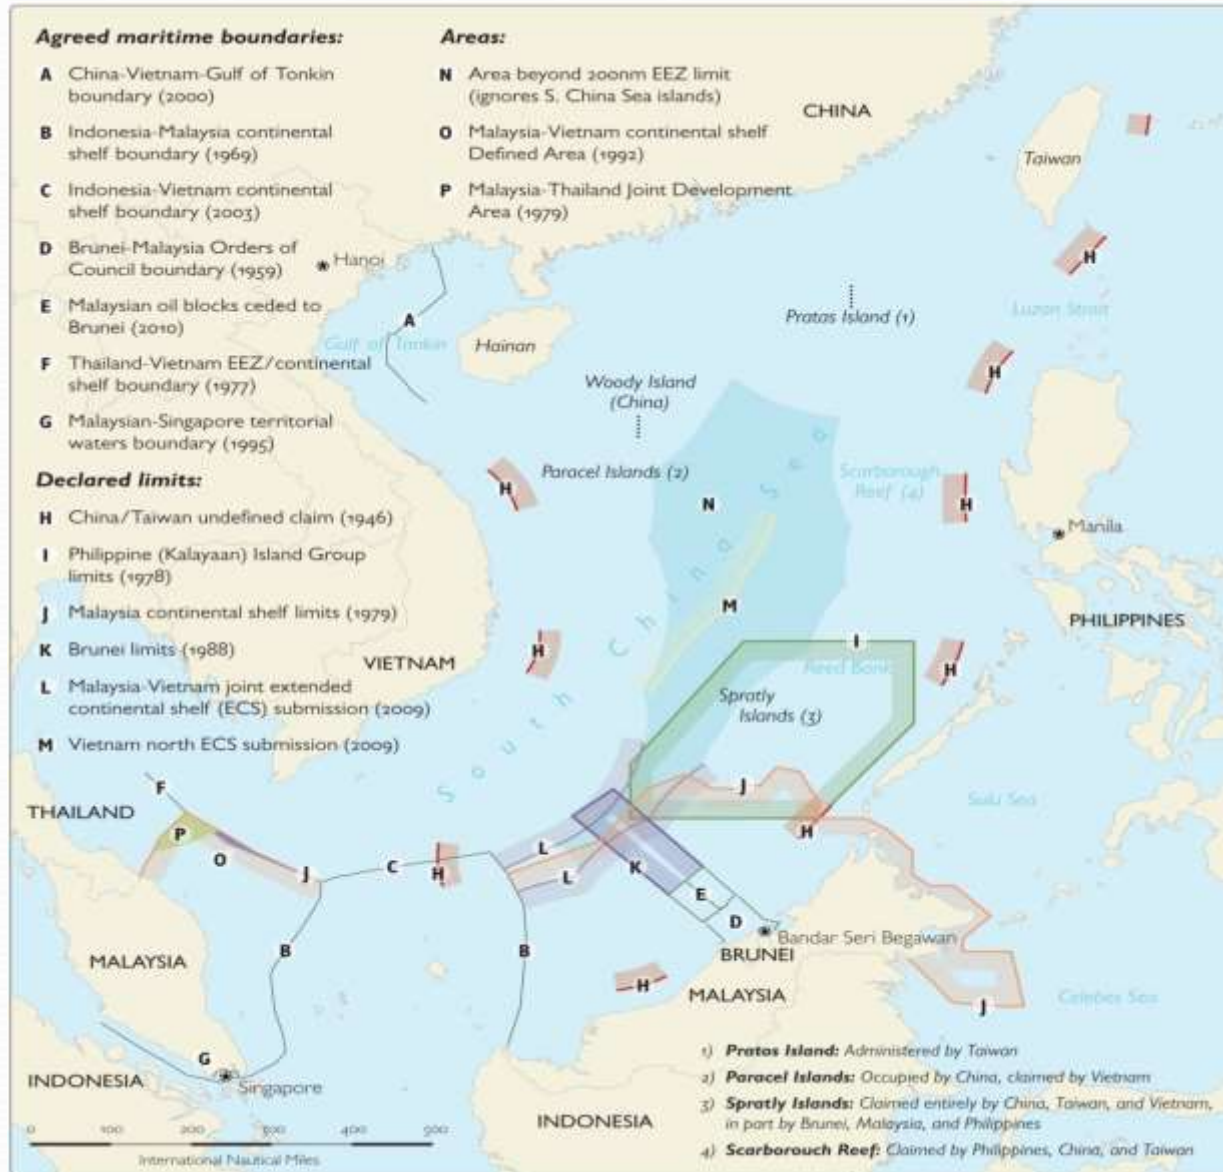 Agreed maritime boundaries:
A China-Vietnam-Gulf of Tonkin
boundary (2000)
B Indonesia-Malaysia continental
shelf boundary (1969)
C Indonesia-Vietnam continental
shelf boundary (2003)
D Brunei-Malaysia Orders of
Council boundary (1959)
E Malaysian oil blocks ceded to
Brunei (2010)
F Thailand-Vietnam EEZ/continental
shelf boundary (1977)
G Malaysian-Singapore territorial
waters boundary (1995)
Declared limits:
H China/Taiwan undefined claim (1946)
I Philippine (Kalayaan) Island Group
limits (1978)
J Malaysia continental shelf limits (1979)
K Brunei limits (1988)
L Malaysia-Vietnam joint extended
continental shelf (ECS) submission (2009)
M Vietnam north ECS submission (2009)
Areas:
N Area beyond 200nm EEZ limit
(ignores S. China Sea islands)
O Malaysia-Vietnam continental shelf
Defined Area (1992)
P Malaysia-Thailand Joint Development
Area (1979)
CHINA
Taiwan
Hanoi
H
Luzon Strait
Pratas Island (1)
A
Gulf of Tonkin
Hainan
H
Woody Island
(China)
Paracel Islands (2)
Scarborough
Reef (4)
H
N
H
Manila
South China Sea
M
PHILIPPINES
I
H
VIETNAM
Reed Bank
H
Spratly
Islands (3)
F
J
Sulu Sea
THAILAND
P
O
H
L
C
J
H
L
K
E
D
Bandar Seri Begawan
B
B
BRUNEI
MALAYSIA
H
MALAYSIA
Celebes Sea
J
G
INDONESIA
Singapore
INDONESIA
0 100 200 300 400 500
International Nautical Miles
1) Pratas Island: Administered by Taiwan
2) Paracel Islands: Occupied by China, claimed by Vietnam
3) Spratly Islands: Claimed entirely by China, Taiwan, and Vietnam,
in part by Brunei, Malaysia, and Philippines
4) Scarborouch Reef: Claimed by Philippines, China, and Taiwan